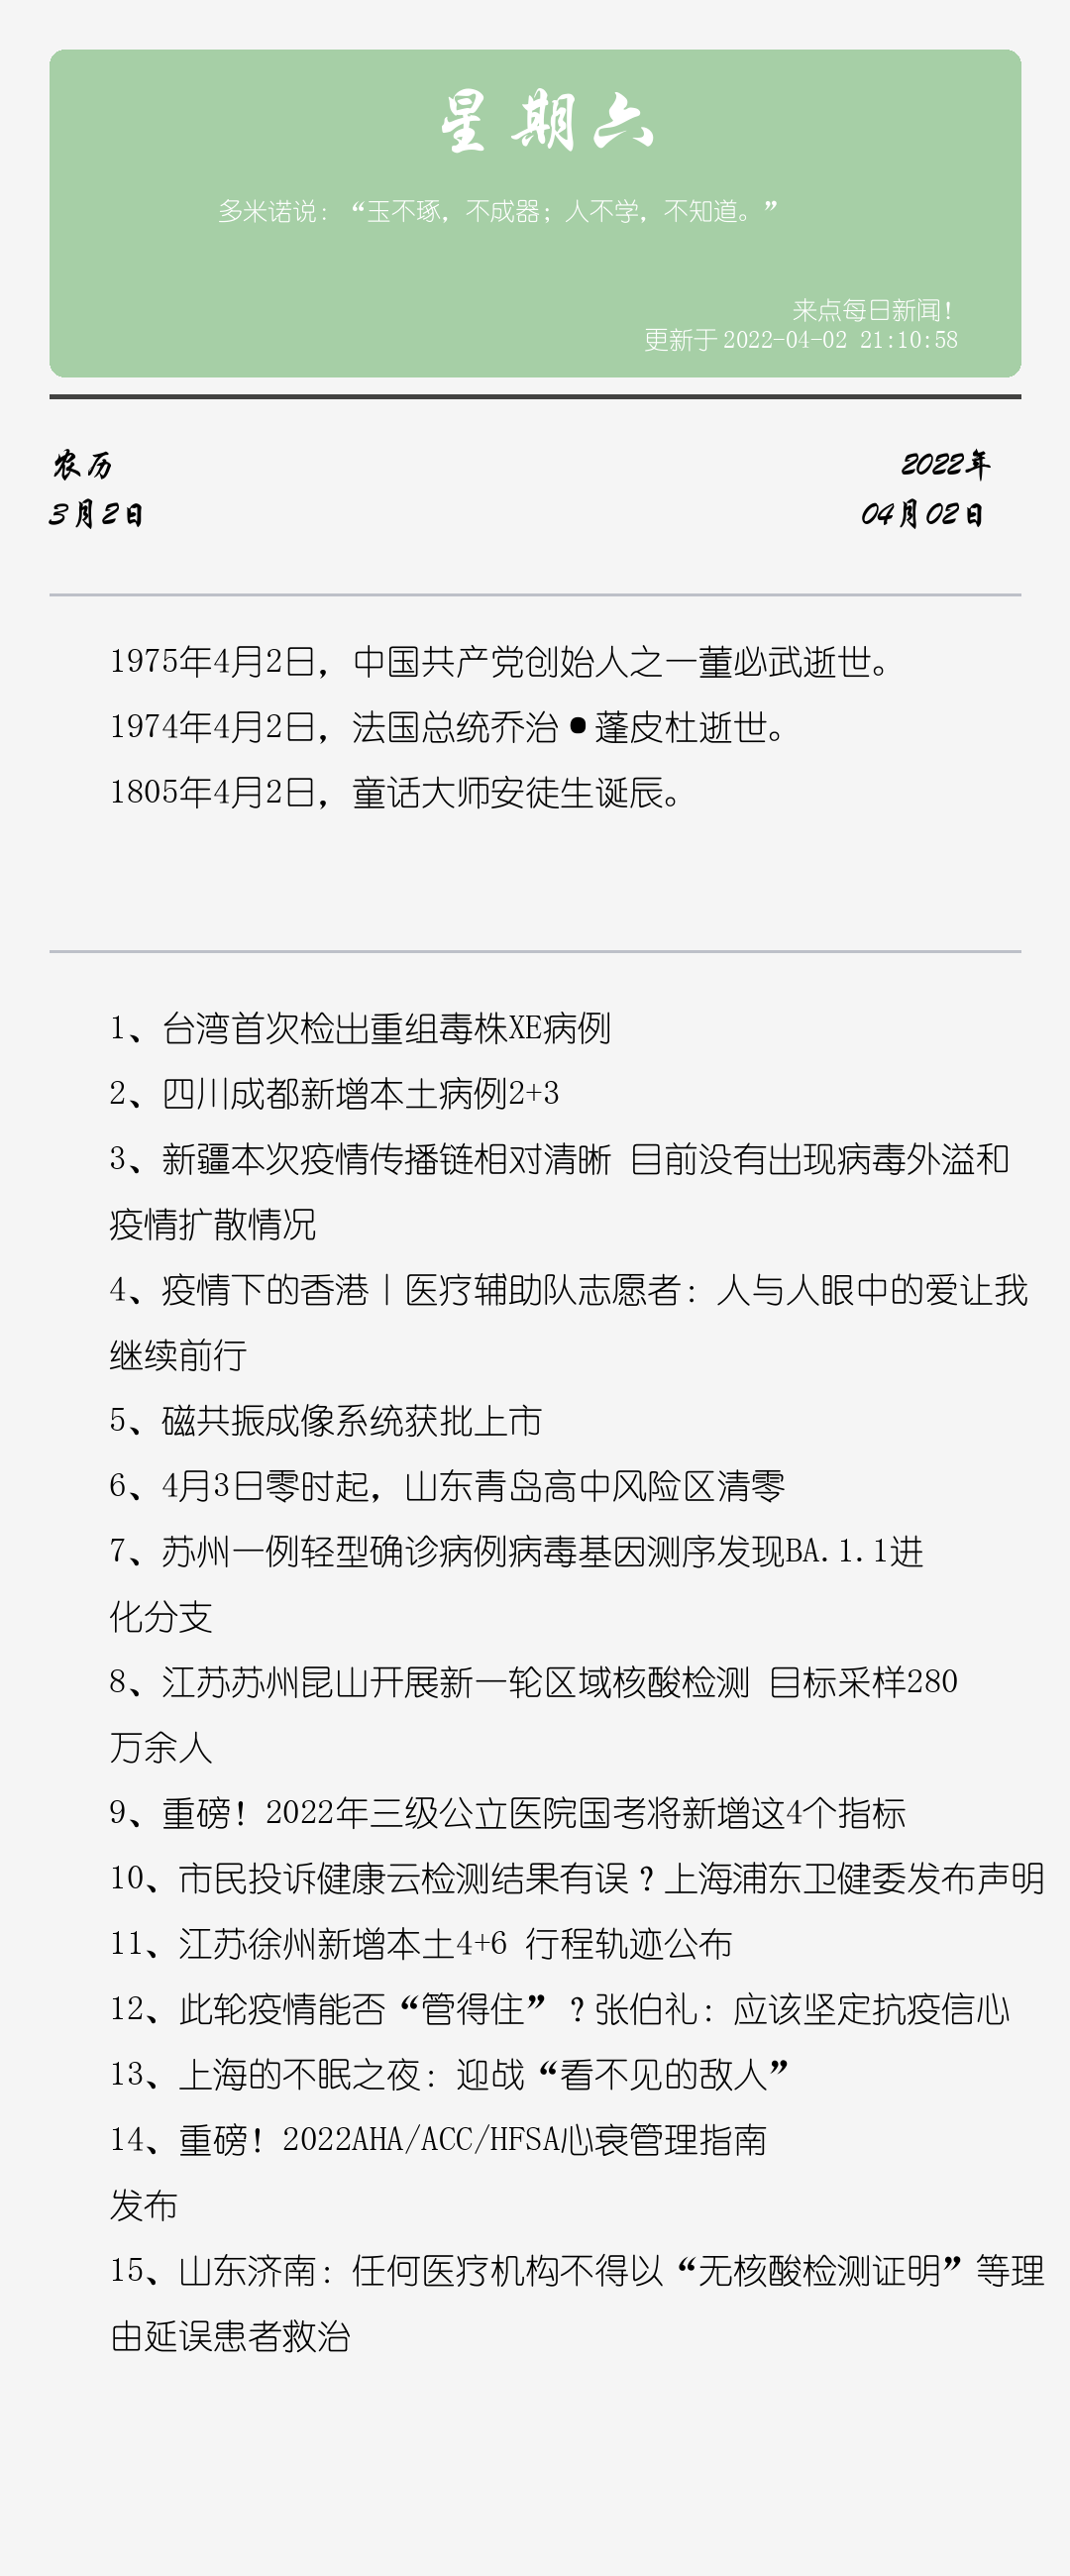 星期六
多米诺说：“玉不琢，不成器；人不学，不知道。”
来点每日新闻！
更新于2022-04-02 21:10:58
农历
2022年
3月2日
04月02日
1975年4月2日，中国共产党创始人之一董必武逝世。
1974年4月2日，法国总统乔治●蓬皮杜逝世。
1805年4月2日，童话大师安徒生诞辰。
1、台湾首次检出重组毒株XE病例
2、四川成都新增本土病例2+3
3、新疆本次疫情传播链相对清晰 目前没有出现病毒外溢和
疫情扩散情况
4、疫情下的香港丨医疗辅助队志愿者：人与人眼中的爱让我
继续前行
5、磁共振成像系统获批上市
6、4月3日零时起，山东青岛高中风险区清零
7、苏州一例轻型确诊病例病毒基因测序发现BA.1.1进
化分支
8、江苏苏州昆山开展新一轮区域核酸检测 目标采样280
万余人
9、重磅！2022年三级公立医院国考将新增这4个指标
10、市民投诉健康云检测结果有误？上海浦东卫健委发布声明
11、江苏徐州新增本土4+6 行程轨迹公布
12、此轮疫情能否“管得住”？张伯礼：应该坚定抗疫信心
13、上海的不眠之夜：迎战“看不见的敌人”
14、重磅！2022AHA/ACC/HFSA心衰管理指南
发布
15、山东济南：任何医疗机构不得以“无核酸检测证明”等理
由延误患者救治